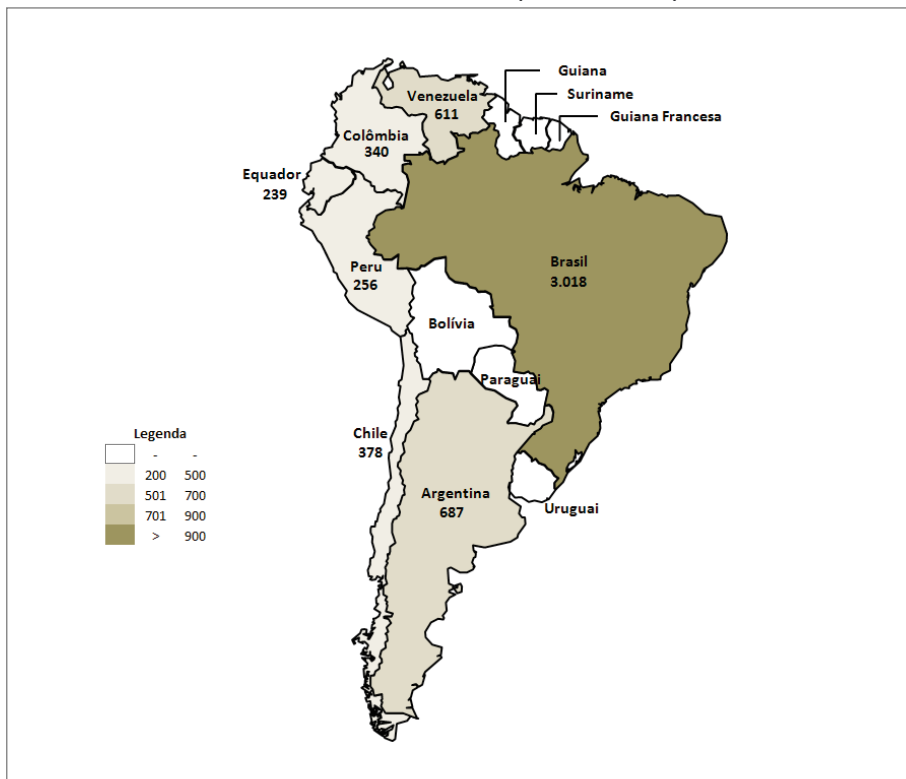 Guiana
Suriname
Guiana Francesa
Venezuela
611
Colômbia
340
Equador
239
Brasil
3.018
Peru
256
Bolívia
Paraguai
Chile
378
Argentina
687
Uruguai
Legenda
- -
200 500
501 700
701 900
> 900